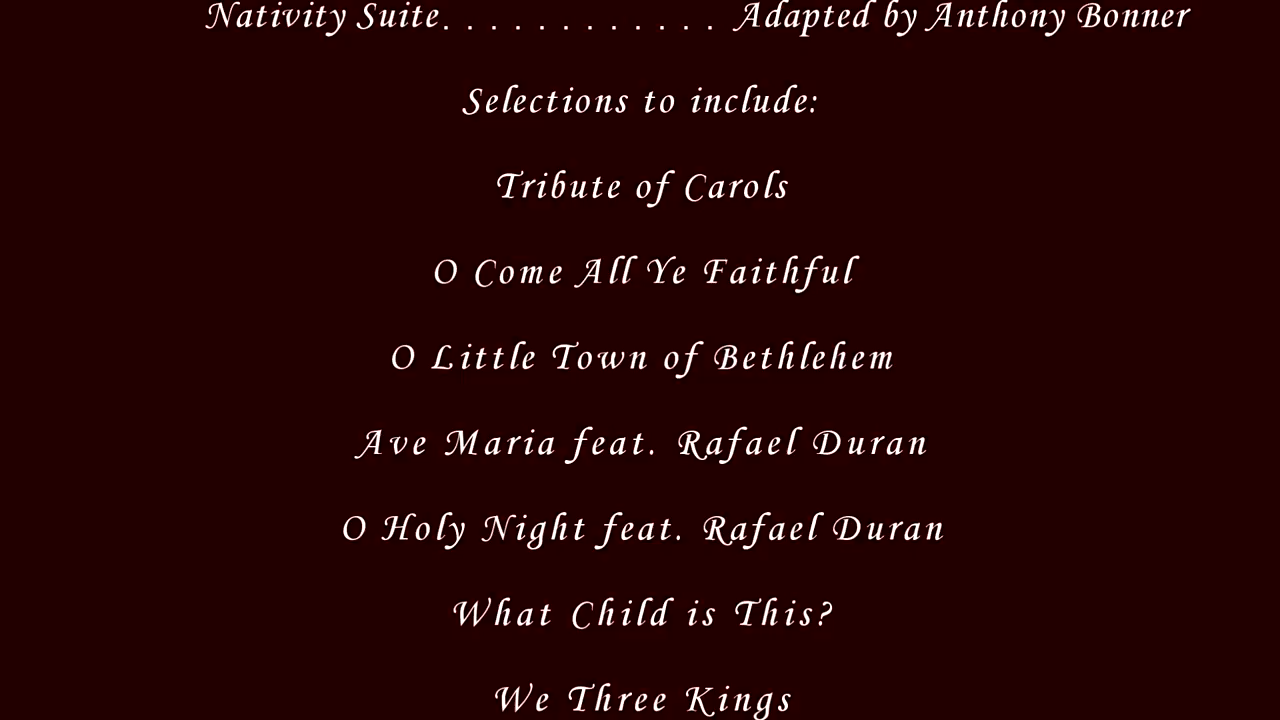 Nativity Suite. . . . . . . . . . . . Adapted by Anthony Bonner
Selections to include:
Tribute of Carols
O Come All Ye Faithful
O Little Town of Bethlehem
Ave Maria feat. Rafael Duran
O Holy Night feat. Rafael Duran
What Child is This?
We Three Kings